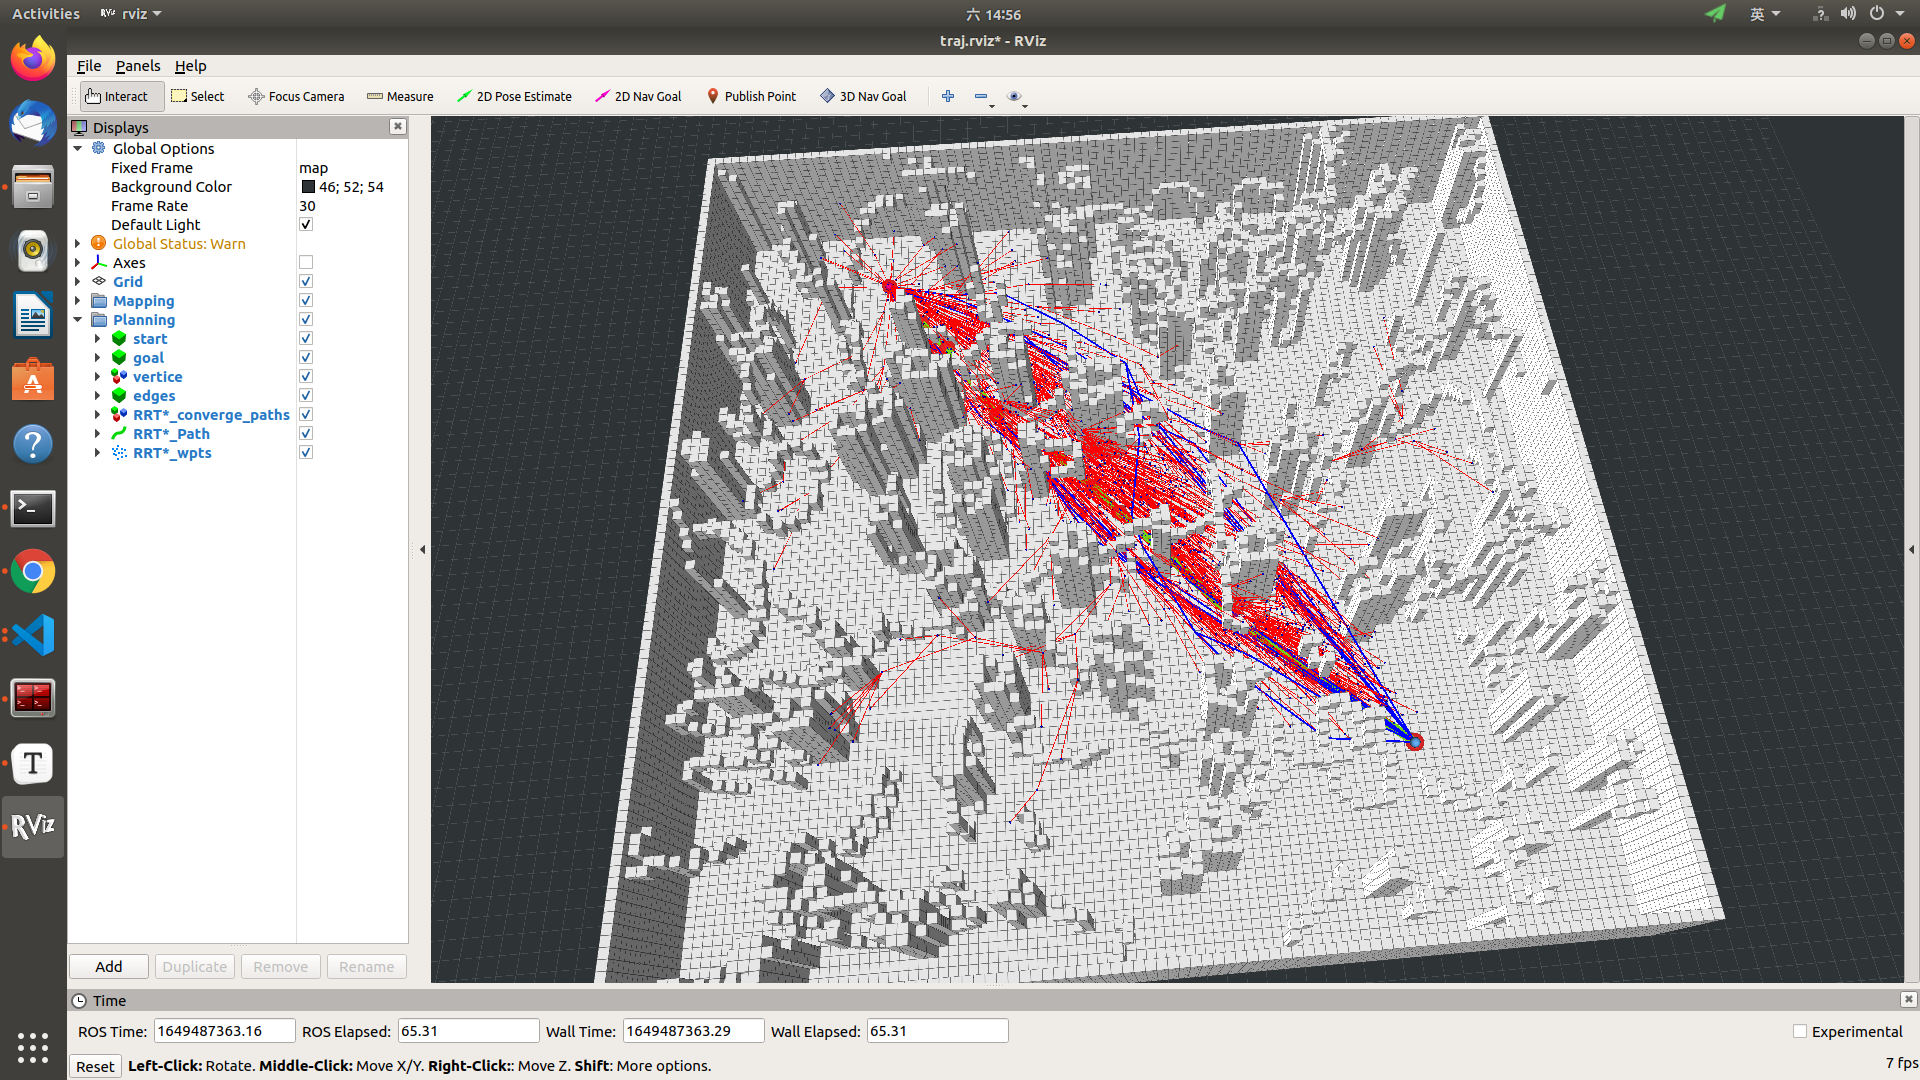 Activities
rviz
六 14:56
英
traj.rviz* - RViz
File Panels Help
Interact Select Focus Camera Measure 2D Pose Estimate 2D Nav Goal Publish Point 3D Nav Goal
Displays
Global Options
Fixed Frame map
Background Color 46; 52; 54
Frame Rate 30
Default Light
Global Status: Warn
Axes
Grid
Mapping
Planning
start
goal
vertice
edges
RRT*_converge_paths
RRT*_Path
RRT*_wpts
RViz
Add Duplicate Remove Rename
Time
ROS Time: 1649487363.16 ROS Elapsed: 65.31 Wall Time: 1649487363.29 Wall Elapsed: 65.31 Experimental
Reset Left-Click: Rotate. Middle-Click: Move X/Y. Right-Click:: Move Z. Shift: More options. 7 fps